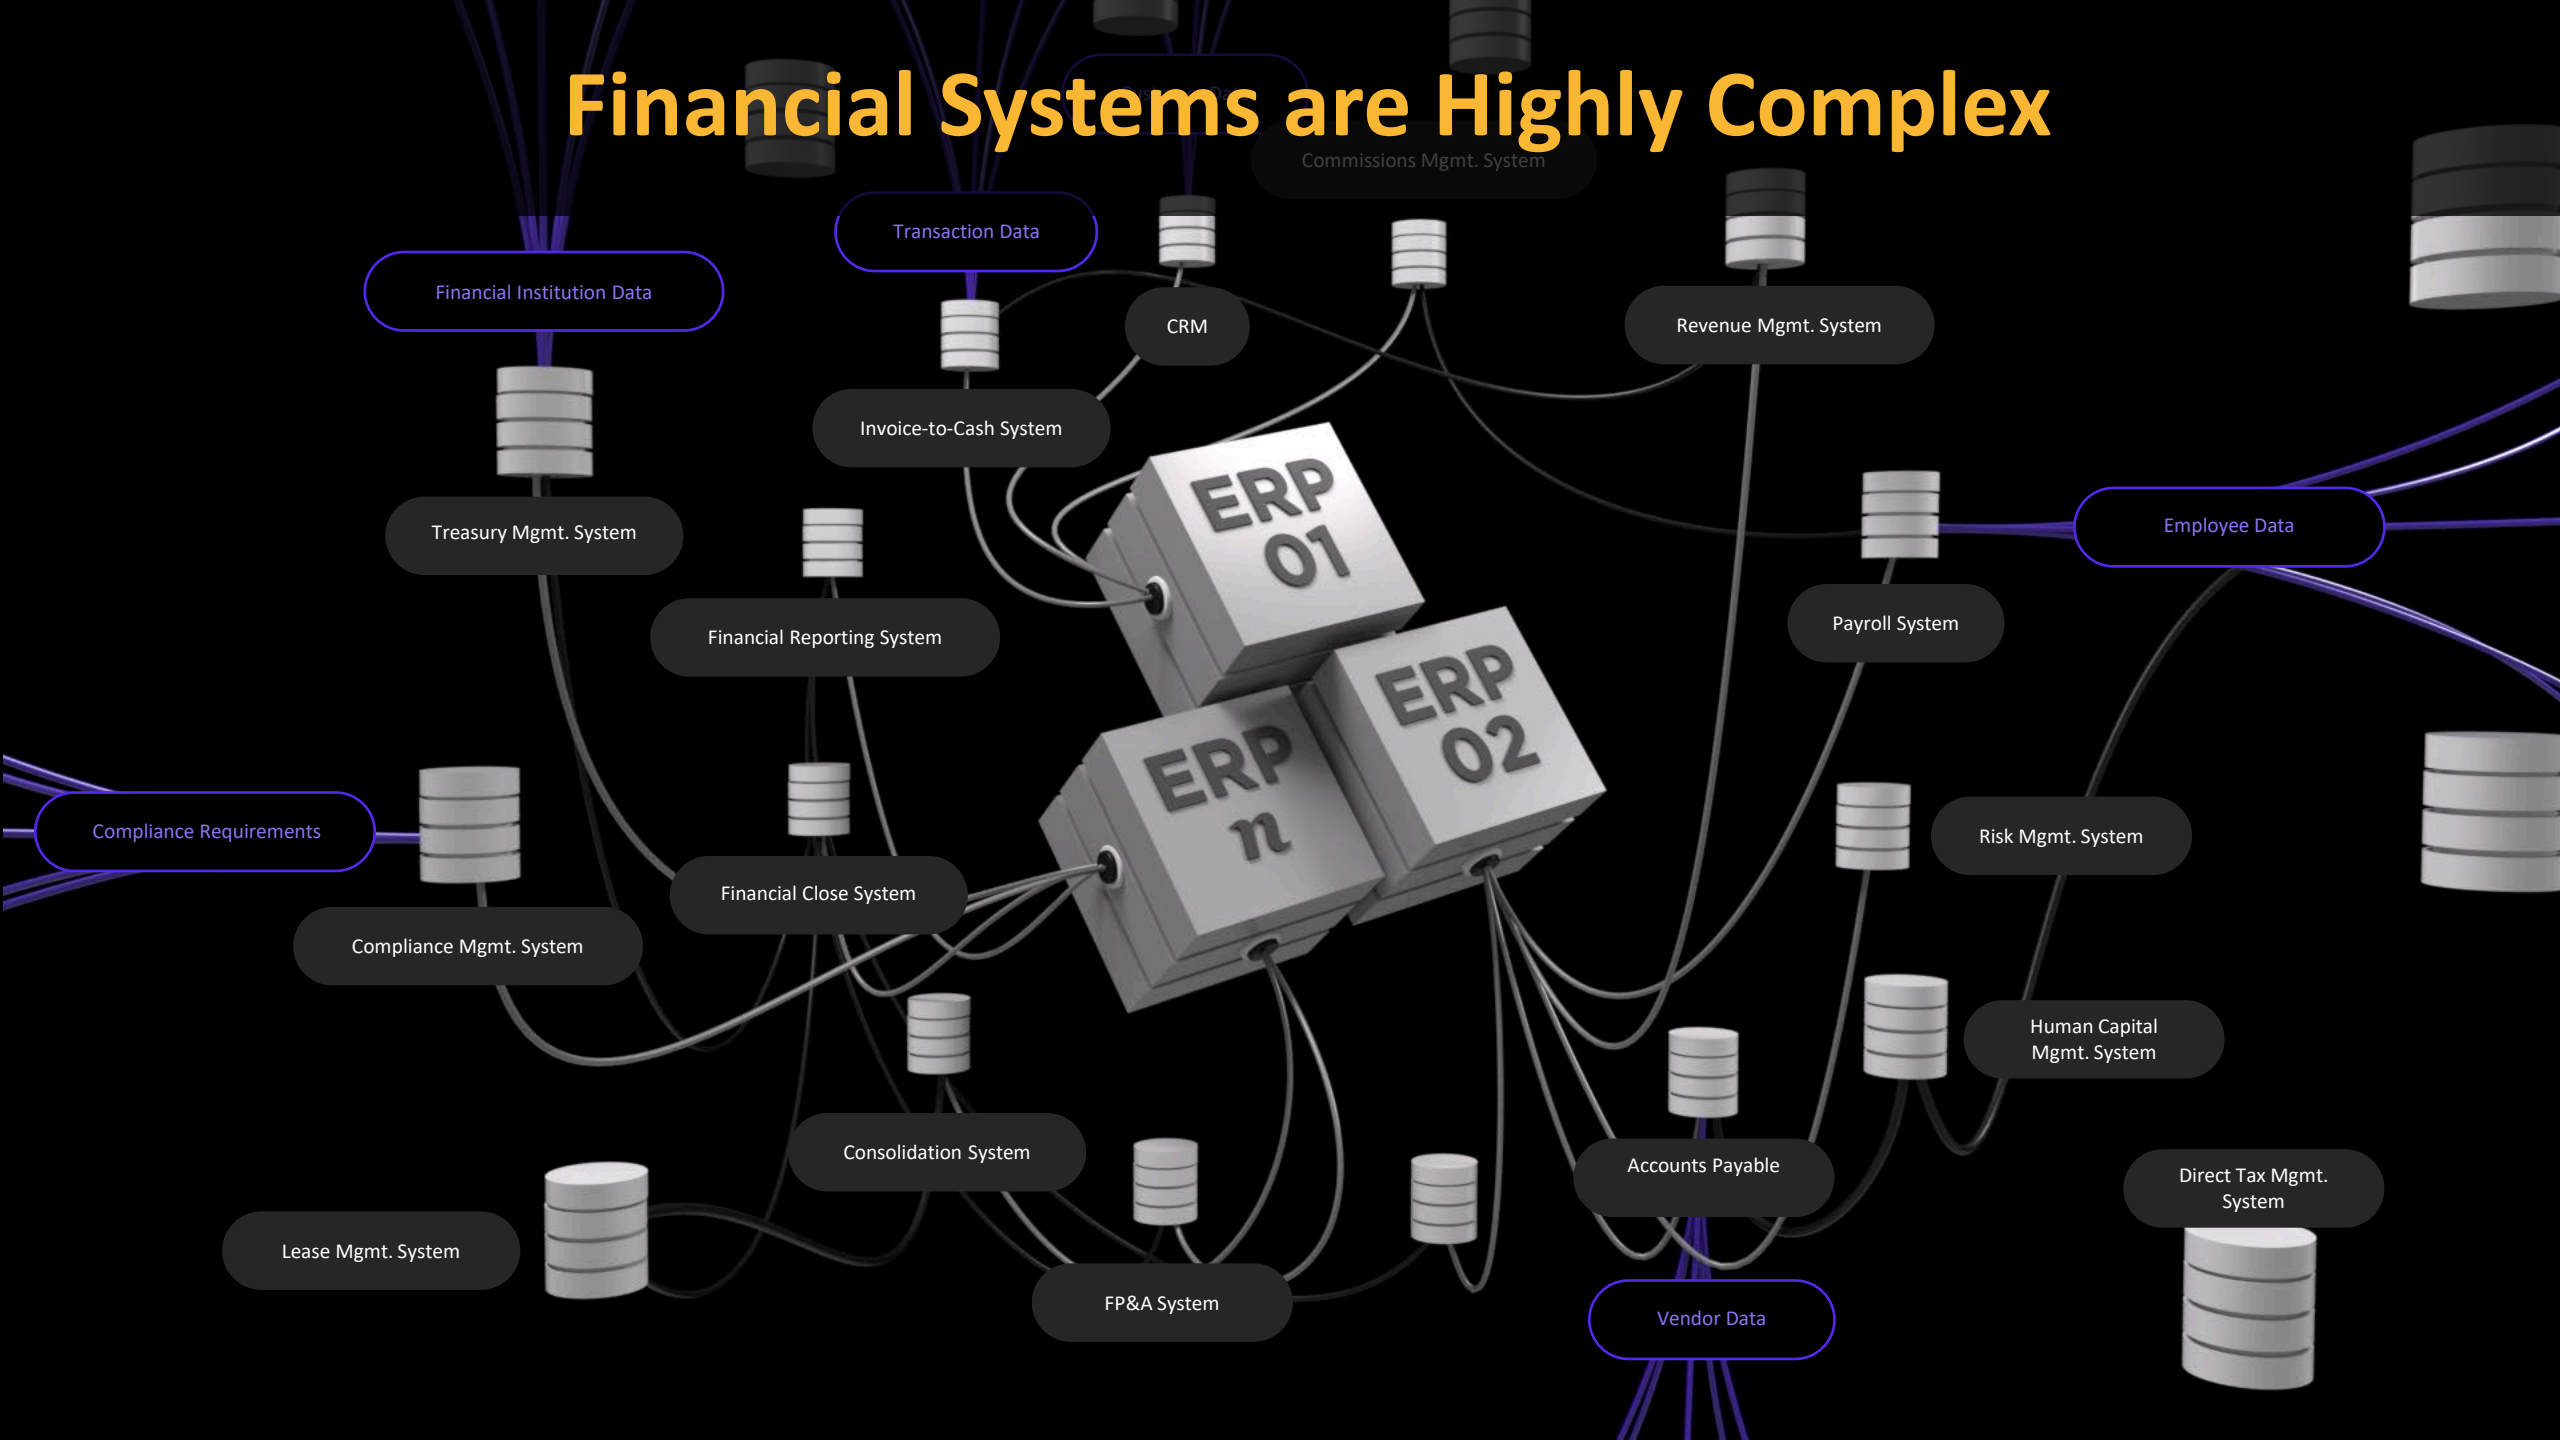 Financial Systems are Highly Complex
Commissions Mgmt. System
Transaction Data
Financial Institution Data
CRM
Revenue Mgmt. System
Invoice-to-Cash System
ERP
01
Treasury Mgmt. System
Employee Data
Financial Reporting System
Payroll System
ERP
02
ERP
n
Compliance Requirements
Risk Mgmt. System
Financial Close System
Compliance Mgmt. System
Human Capital
Mgmt. System
Consolidation System
Accounts Payable
Direct Tax Mgmt.
System
Lease Mgmt. System
FP&A System
Vendor Data